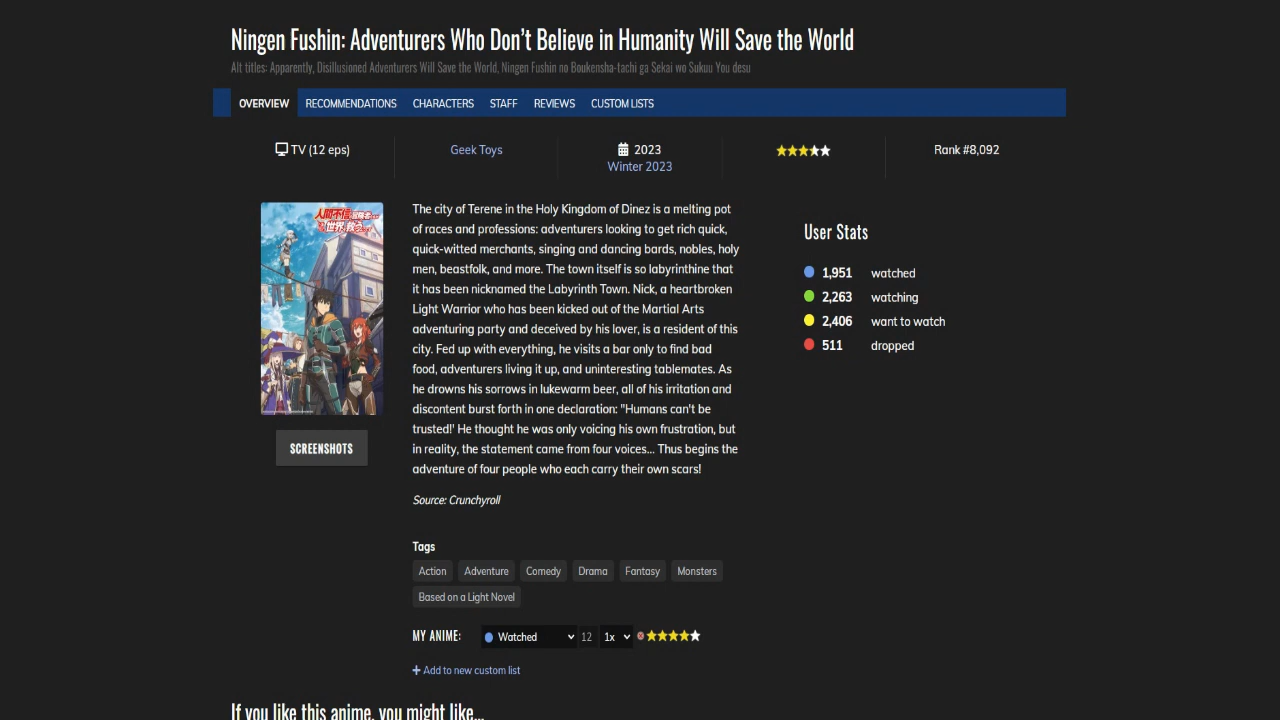 Ningen Fushin: Adventurers Who Don't Believe in Humanity Will Save the World
Alt titles: Apparently, Disillusioned Adventurers Will Save the World, Ningen Fushin no Boukensha-tachi ga Sekai wo Sukuu You desu
OVERVIEW RECOMMENDATIONS CHARACTERS STAFF REVIEWS CUSTOM LISTS
TV (12 eps) Geek Toys 2023 Rank #8,092
Winter 2023
人間不信
世界を救う
SCREENSHOTS
The city of Terene in the Holy Kingdom of Dinez is a melting pot
of races and professions: adventurers looking to get rich quick,
quick-witted merchants, singing and dancing bards, nobles, holy
men, beastfolk, and more. The town itself is so labyrinthine that
it has been nicknamed the Labyrinth Town. Nick, a heartbroken
Light Warrior who has been kicked out of the Martial Arts
adventuring party and deceived by his lover, is a resident of this
city. Fed up with everything, he visits a bar only to find bad
food, adventurers living it up, and uninteresting tablemates. As
he drowns his sorrows in lukewarm beer, all of his irritation and
discontent burst forth in one declaration: "Humans can't be
trusted!' He thought he was only voicing his own frustration, but
in reality, the statement came from four voices... Thus begins the
adventure of four people who each carry their own scars!
Source: Crunchyroll
Tags
Action Adventure Comedy Drama Fantasy Monsters
Based on a Light Novel
MY ANIME: Watched 12 1x
+ Add to new custom list
User Stats
1,951 watched
2,263 watching
2,406 want to watch
511 dropped
If you like this anime, you might like...